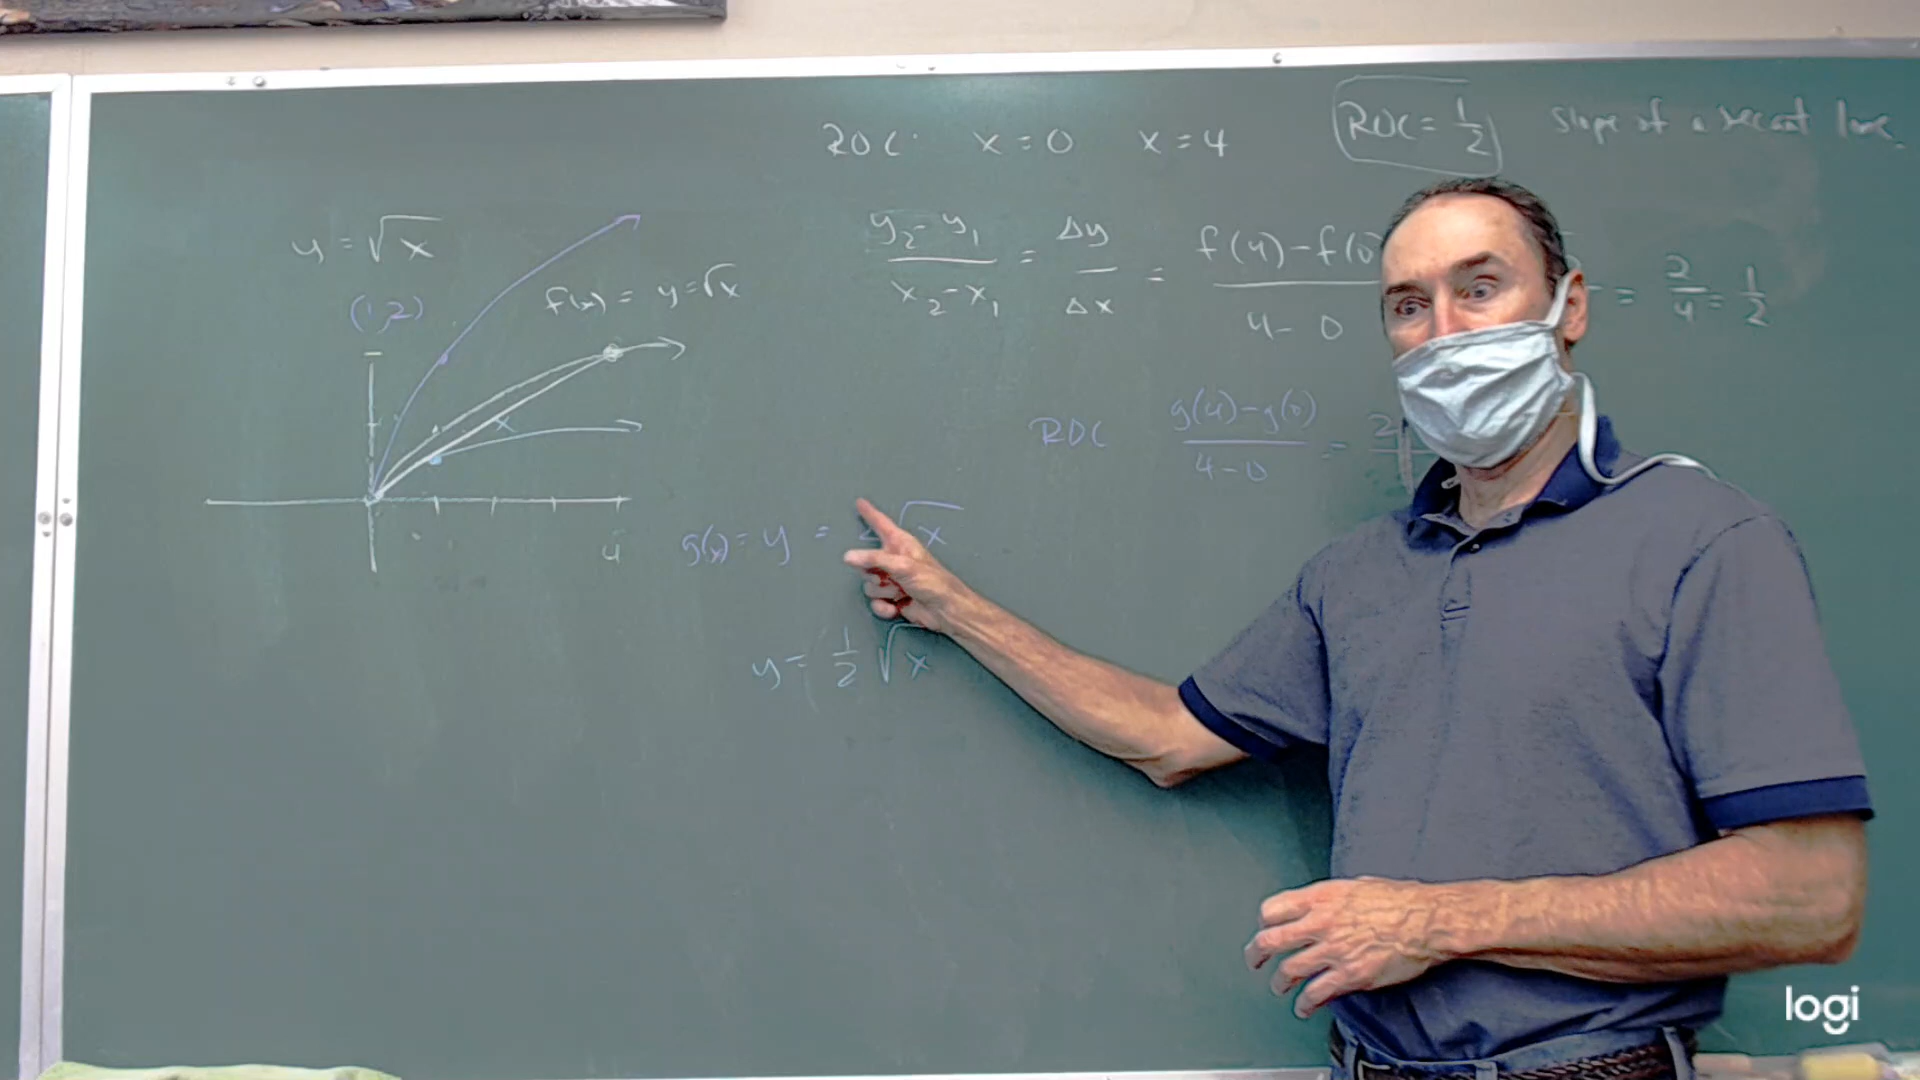 ROC x = 0 x = 4
ROC = 1/2 slope of a secant line.
y = √x
(1,2)
f(x) = y = √x
(y₂ - y₁)/(x₂ - x₁) = Δy/Δx = (f(4) - f(0)/(4 - 0) = 2/4 = 1/2
ROC (g(4) - g(0))/(4 - 0) = 2
4
g(x) = y = √x
y = 1/2 √x
logi